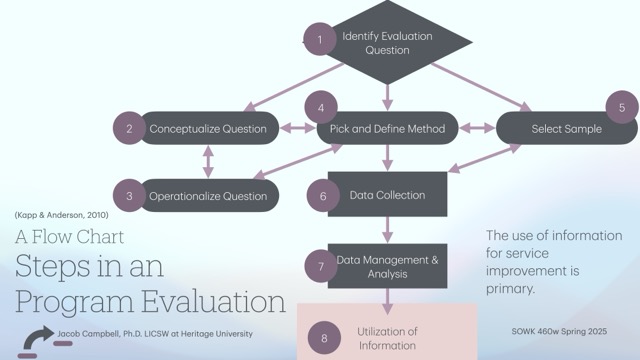 1
Identify Evaluation
Question
2
Conceptualize Question
4
Pick and Define Method
5
Select Sample
3
Operationalize Question
6
Data Collection
7
Data Management &
Analysis
8
Utilization of
Information
(Kapp & Anderson, 2010)
A Flow Chart
Steps in an
Program Evaluation
Jacob Campbell, Ph.D. LICSW at Heritage University
The use of information
for service
improvement is
primary.
SOWK 460w Spring 2025